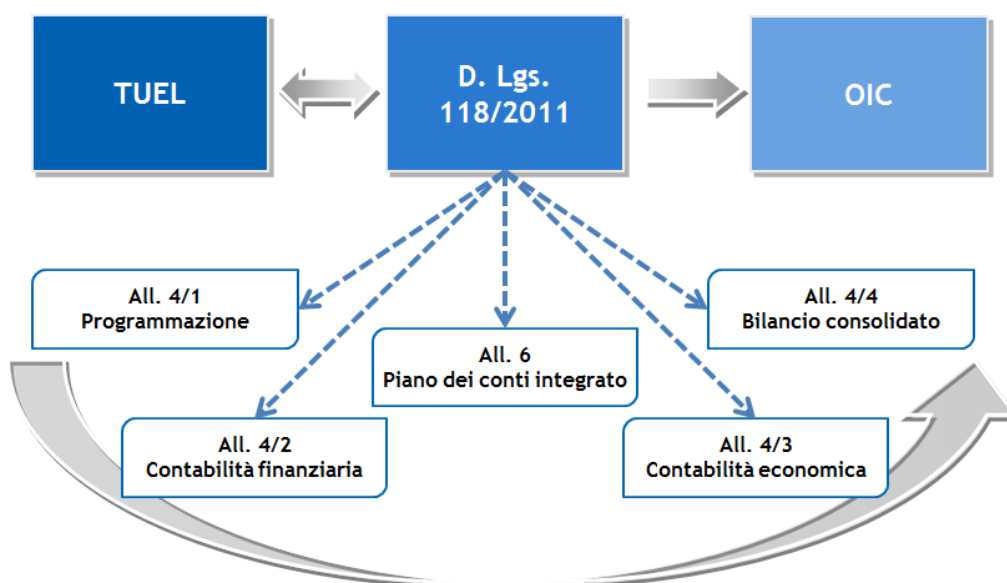 TUEL
D. Lgs.
118/2011
OIC
All. 4/1
Programmazione
All. 4/4
Bilancio consolidato
All. 6
Piano dei conti integrato
All. 4/2
Contabilità finanziaria
All. 4/3
Contabilità economica